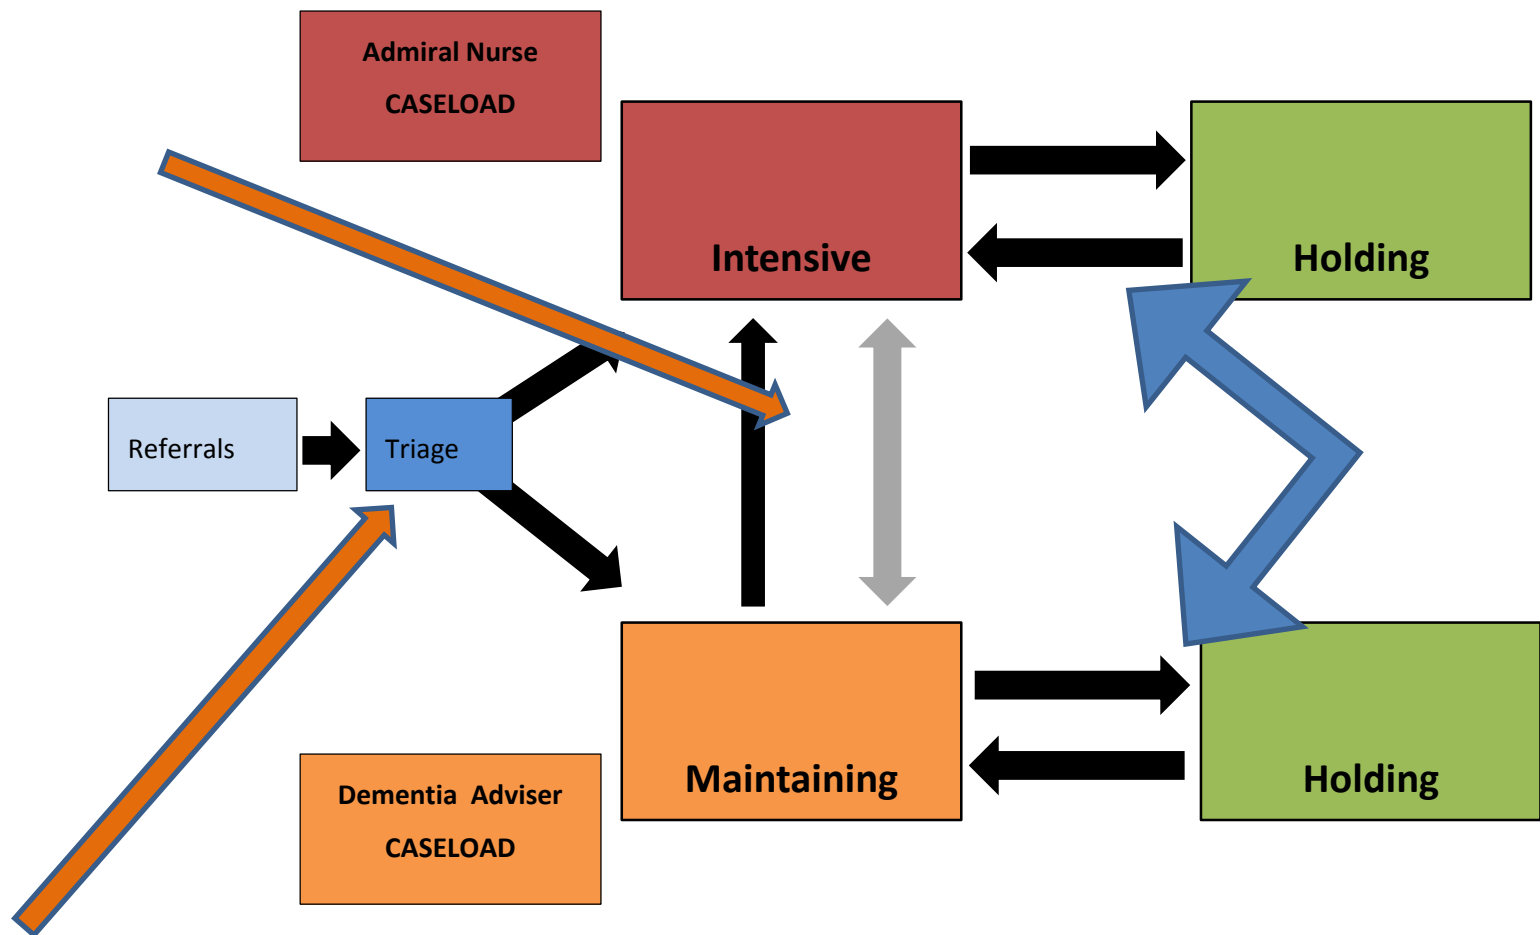 Admiral Nurse
CASELOAD
Intensive
Holding
Referrals
Triage
Maintaining
Holding
Dementia  Adviser
CASELOAD